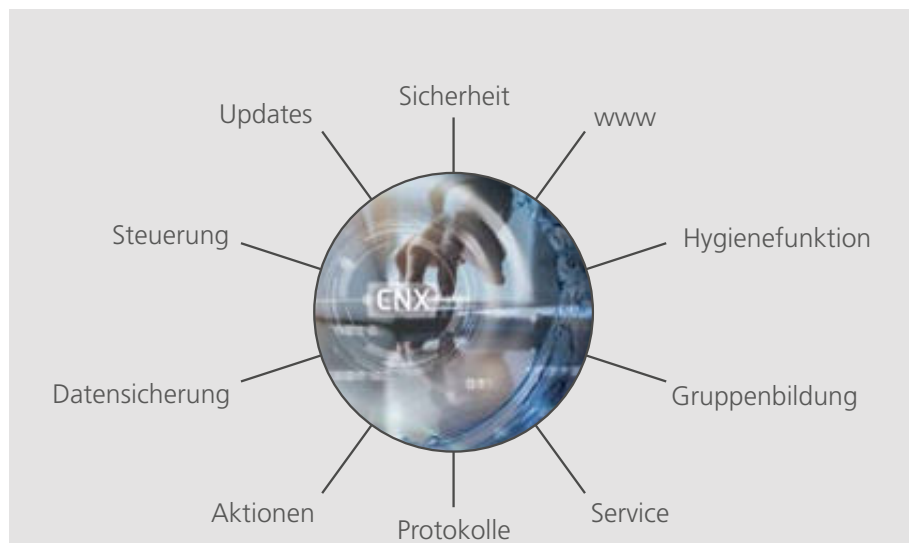 Sicherheit
Updates
www
Steuerung
Hygienefunktion
CNX
Datensicherung
Gruppenbildung
Aktionen
Service
Protokolle